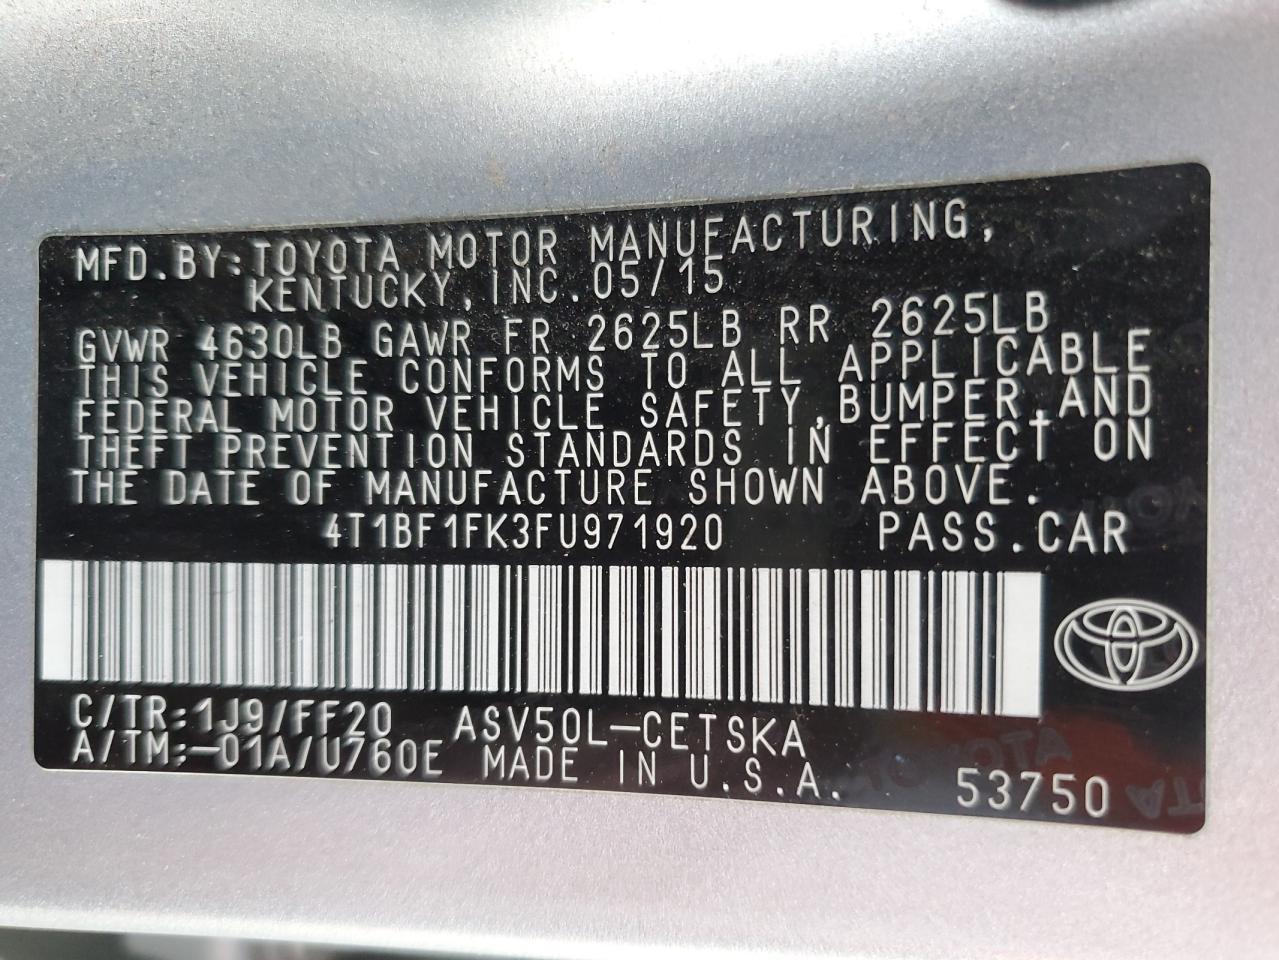 MFD.BY:TOYOTA MOTOR MANUFACTURING,
KENTUCKY, INC. 05/15
GVWR 4630LB GAWR FR 2625LB RR 2625LB
THIS VEHICLE CONFORMS TO ALL APPLICABLE
FEDERAL MOTOR VEHICLE SAFETY, BUMPER, AND
THEFT PREVENTION STANDARDS IN EFFECT ON
THE DATE OF MANUFACTURE SHOWN ABOVE.
4T1BF1FK3FU971920 PASS.CAR
C/TR:1J9/FF20 ASV50L-CETSKA
A/TM:-01A/U760E MADE IN U.S.A. 53750